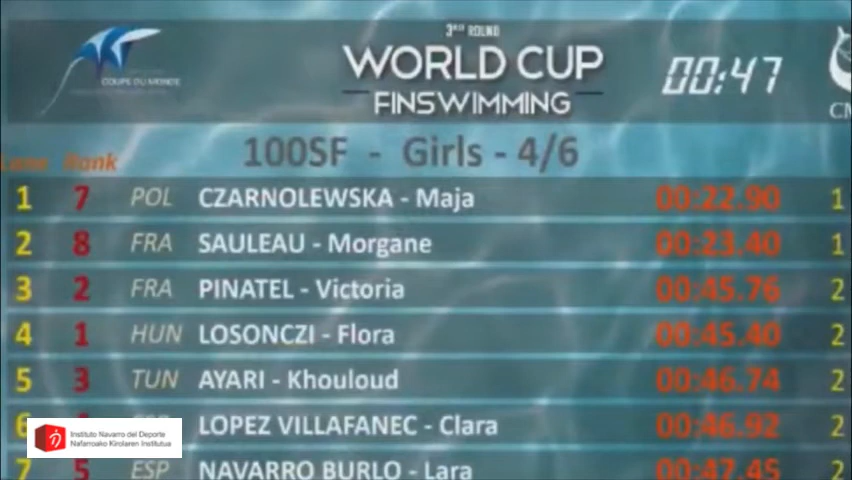 3RD ROUND
WORLD CUP
FINSWIMMING
COUPE DU MONDE
00:47
100SF - Girls - 4/6
Lane Rank
1 7 POL CZARNOLEWSKA - Maja 00:22.90 1
2 8 FRA SAULEAU - Morgane 00:23.40 1
3 2 FRA PINATEL - Victoria 00:45.76 2
4 1 HUN LOSONCZI - Flora 00:45.40 2
5 3 TUN AYARI - Khouloud 00:46.74 2
6 LOPEZ VILLAFANEC - Clara 00:46.92 2
7 5 ESP NAVARRO BURLO - Lara 00:47.45 2
Instituto Navarro del Deporte
Nafarroako Kirolaren Institutua